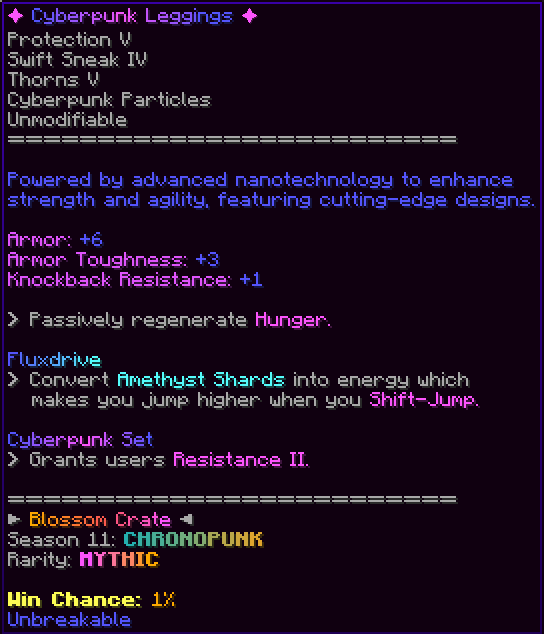 ✦ Cyberpunk Leggings ✦
Protection V
Swift Sneak IV
Thorns V
Cyberpunk Particles
Unmodifiable
============================
Powered by advanced nanotechnology to enhance
strength and agility, featuring cutting-edge designs.
Armor: +6
Armor Toughness: +3
Knockback Resistance: +1
> Passively regenerate Hunger.
Fluxdrive
> Convert Amethyst Shards into energy which
makes you jump higher when you Shift-Jump.
Cyberpunk Set
> Grants users Resistance II.
============================
► Blossom Crate ◄
Season 11: CHRONOPUNK
Rarity: MYTHIC
Win Chance: 1%
Unbreakable